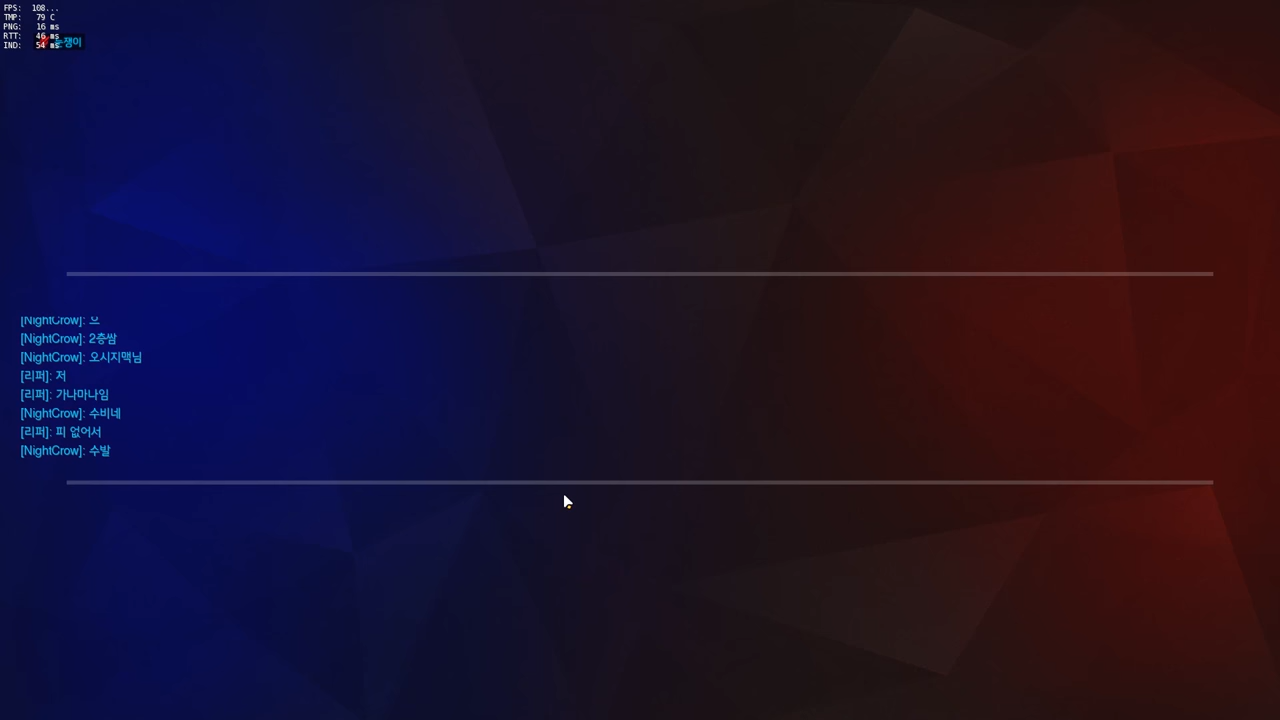 FPS: 108...
TMP: 79 C
PNG: 16 ms
RTT: 46 ms
IND: 54 ms
[NightCrow]: 으
[NightCrow]: 2층쌈
[NightCrow]: 오시지맥님
[리퍼]: 저
[리퍼]: 가나마나임
[NightCrow]: 수비네
[리퍼]: 피 없어서
[NightCrow]: 수발